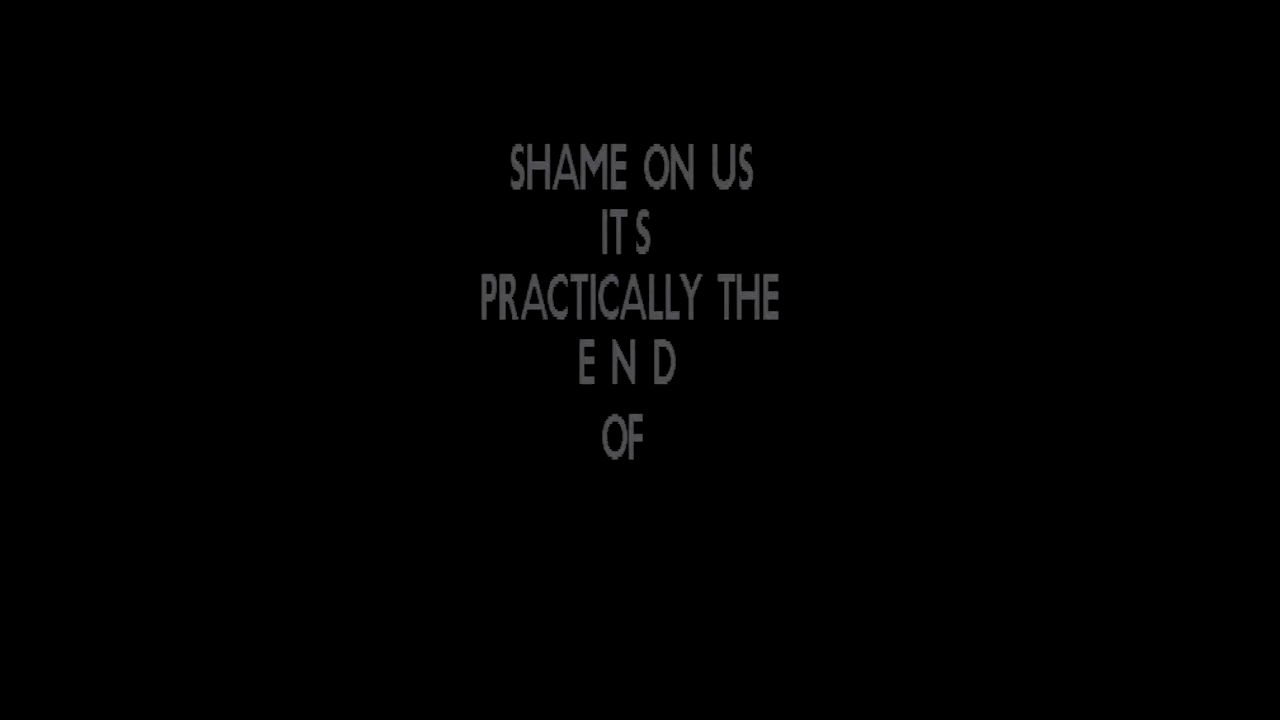 SHAME ON US
IT S
PRACTICALLY THE
E N D
OF